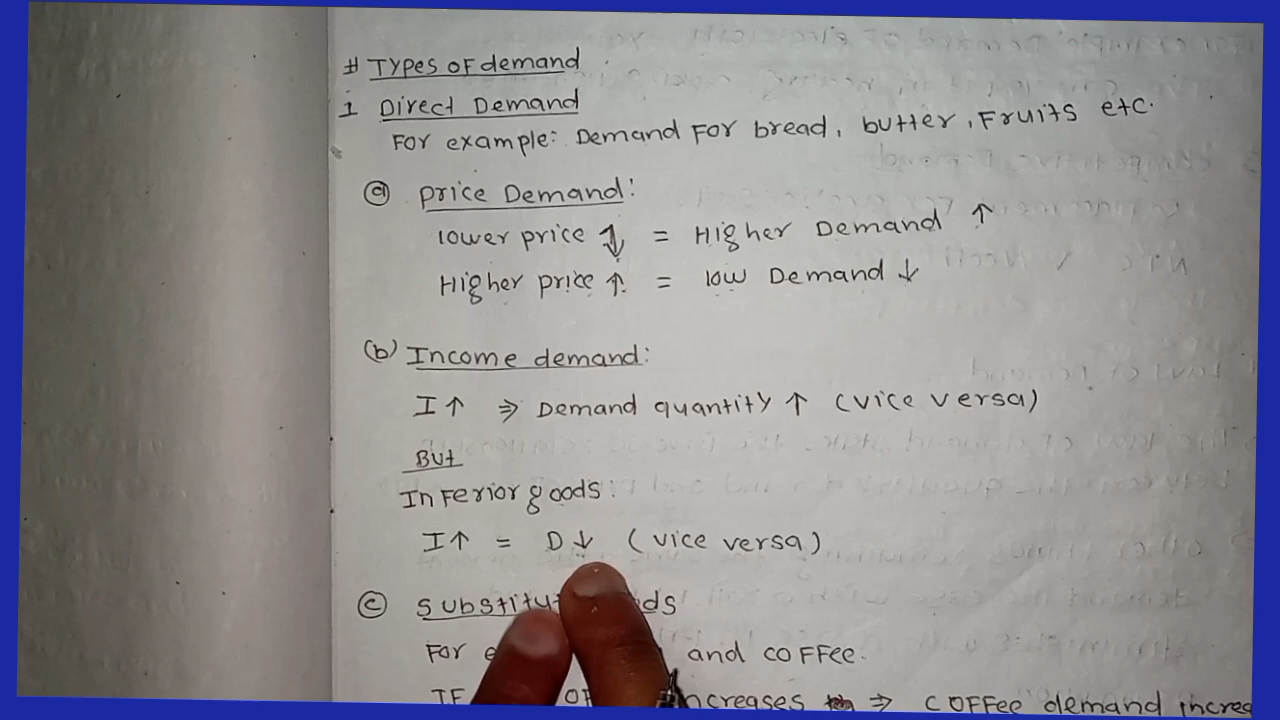 # Types of demand
1 Direct Demand
For example: Demand for bread, butter, Fruits etc.
(a) price Demand:
lower price ↓ = Higher Demand ↑
Higher price ↑ = low Demand ↓
(b) Income demand:
I↑ ⇒ Demand quantity ↑ (vice versa)
But
Inferior goods:
I↑ = D↓ (vice versa)
(c)
For and coffee.
IF increases ⇒ coffee demand